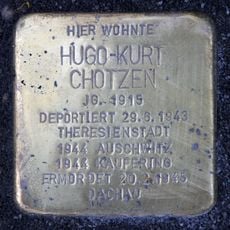 HIER WOHNTE
HUGO-KURT
CHOTZEN
JG. 1915
DEPORTIERT 29.6.1943
THERESIENSTADT
1944 AUSCHWITZ
1944 KAUFERING
ERMORDET 20.2.1945
DACHAU